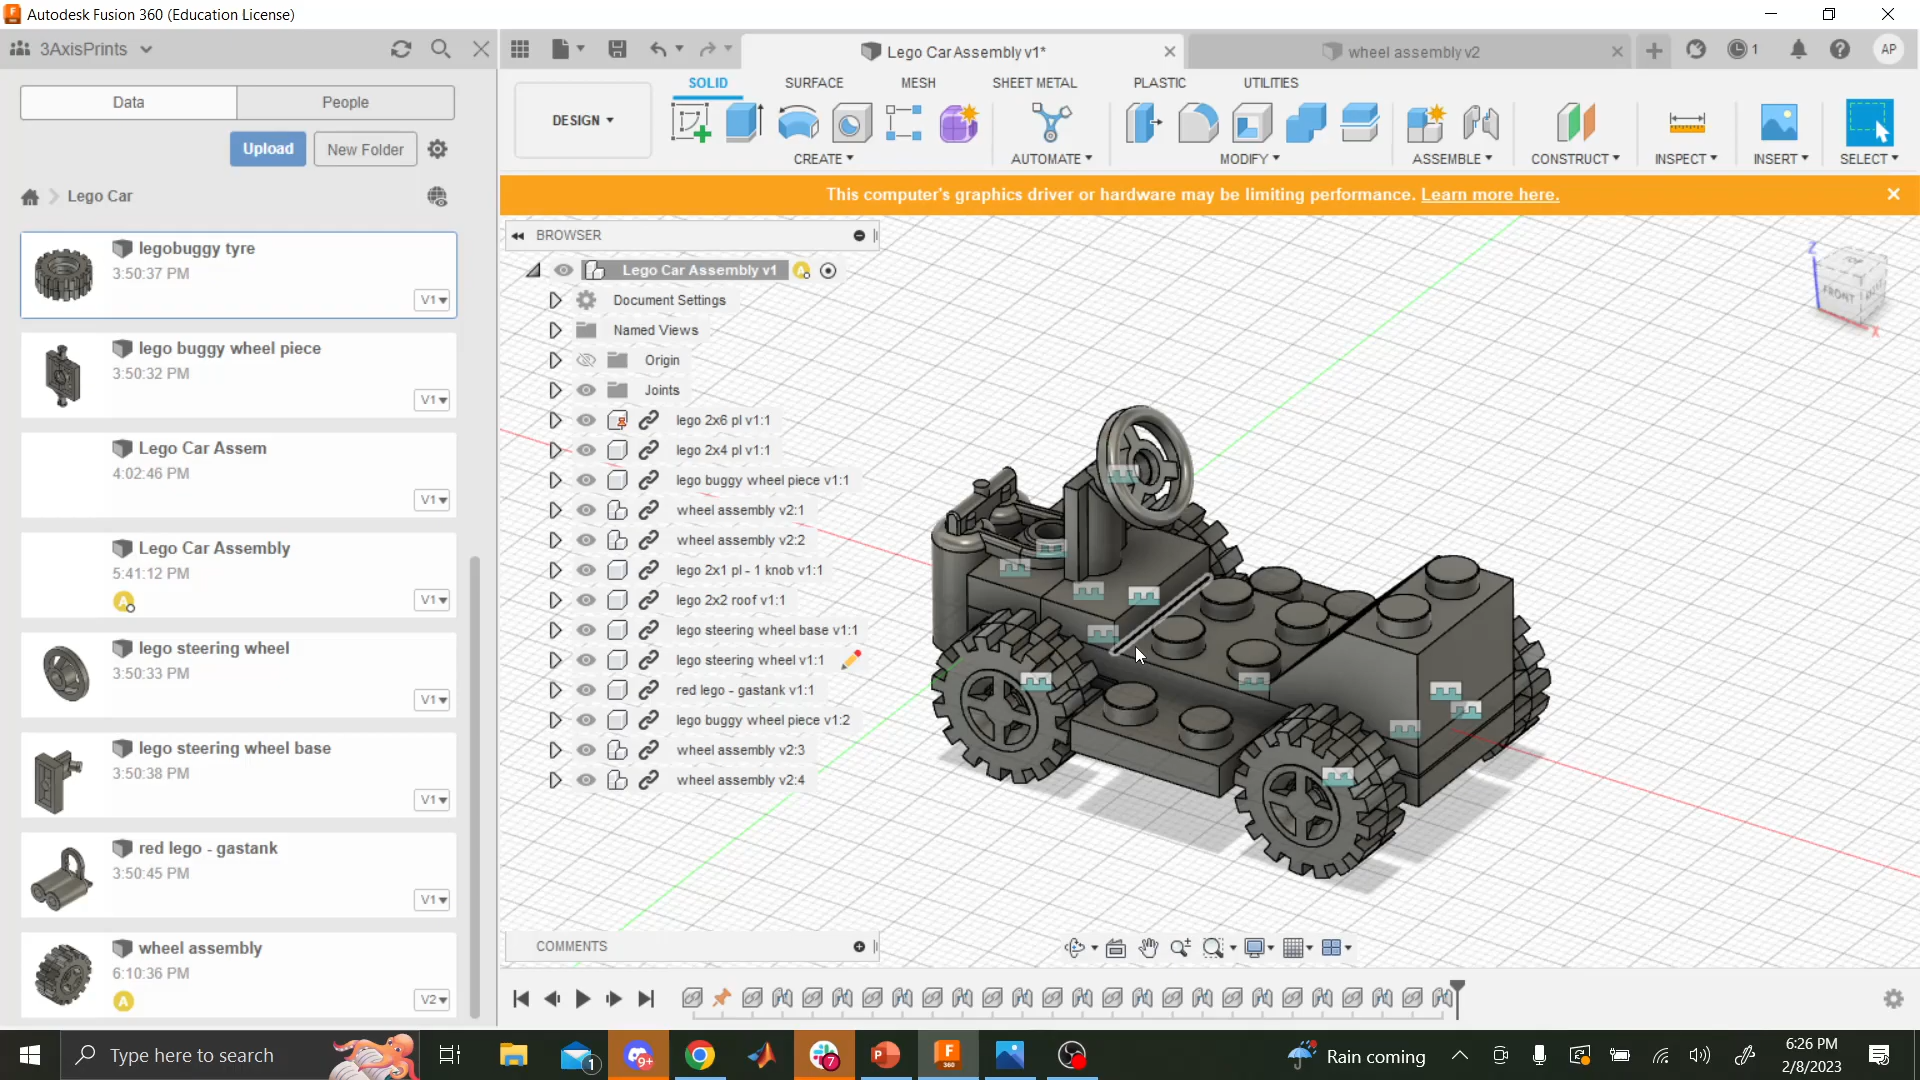 Autodesk Fusion 360 (Education License)
3AxisPrints
Data
People
Upload
New Folder
Lego Car
legobuggy tyre
3:50:37 PM
V1
lego buggy wheel piece
3:50:32 PM
V1
Lego Car Assem
4:02:46 PM
V1
Lego Car Assembly
5:41:12 PM
A
V1
lego steering wheel
3:50:33 PM
V1
lego steering wheel base
3:50:38 PM
V1
red lego - gastank
3:50:45 PM
V1
wheel assembly
6:10:36 PM
A
V2
Lego Car Assembly v1*
wheel assembly v2
1
AP
DESIGN
SOLID
SURFACE
MESH
SHEET METAL
PLASTIC
UTILITIES
CREATE
AUTOMATE
MODIFY
ASSEMBLE
CONSTRUCT
INSPECT
INSERT
SELECT
This computer's graphics driver or hardware may be limiting performance. Learn more here.
BROWSER
Lego Car Assembly v1
Document Settings
Named Views
Origin
Joints
lego 2x6 pl v1:1
lego 2x4 pl v1:1
lego buggy wheel piece v1:1
wheel assembly v2:1
wheel assembly v2:2
lego 2x1 pl - 1 knob v1:1
lego 2x2 roof v1:1
lego steering wheel base v1:1
lego steering wheel v1:1
red lego - gastank v1:1
lego buggy wheel piece v1:2
wheel assembly v2:3
wheel assembly v2:4
Z
FRONT
X
COMMENTS
Type here to search
1
9+
7
P
F
360
Rain coming
6:26 PM
2/8/2023